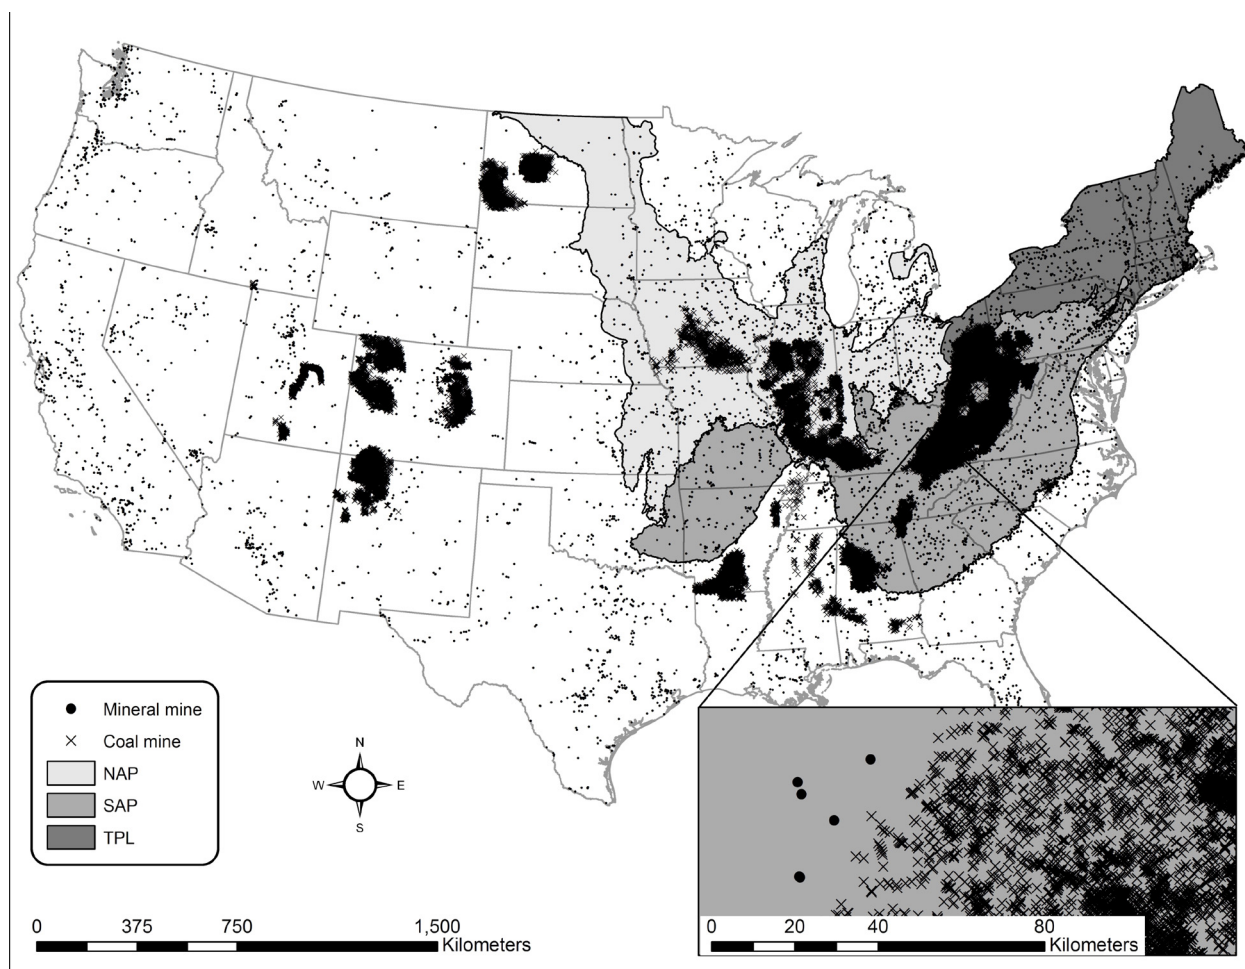 Mineral mine
Coal mine
NAP
SAP
TPL
N
W E
S
0 375 750 1,500
Kilometers
0 20 40 80
Kilometers